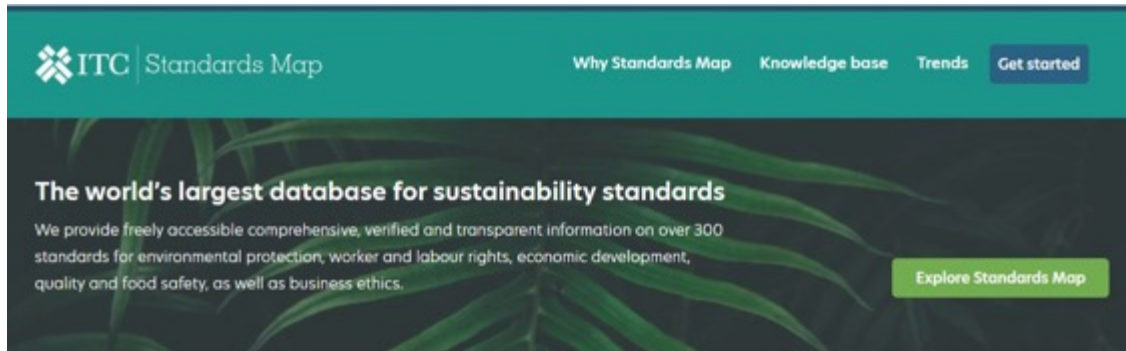 ITC Standards Map
Why Standards Map Knowledge base Trends Get started
The world's largest database for sustainability standards
We provide freely accessible comprehensive, verified and transparent information on over 300
standards for environmental protection, worker and labour rights, economic development,
quality and food safety, as well as business ethics.
Explore Standards Map